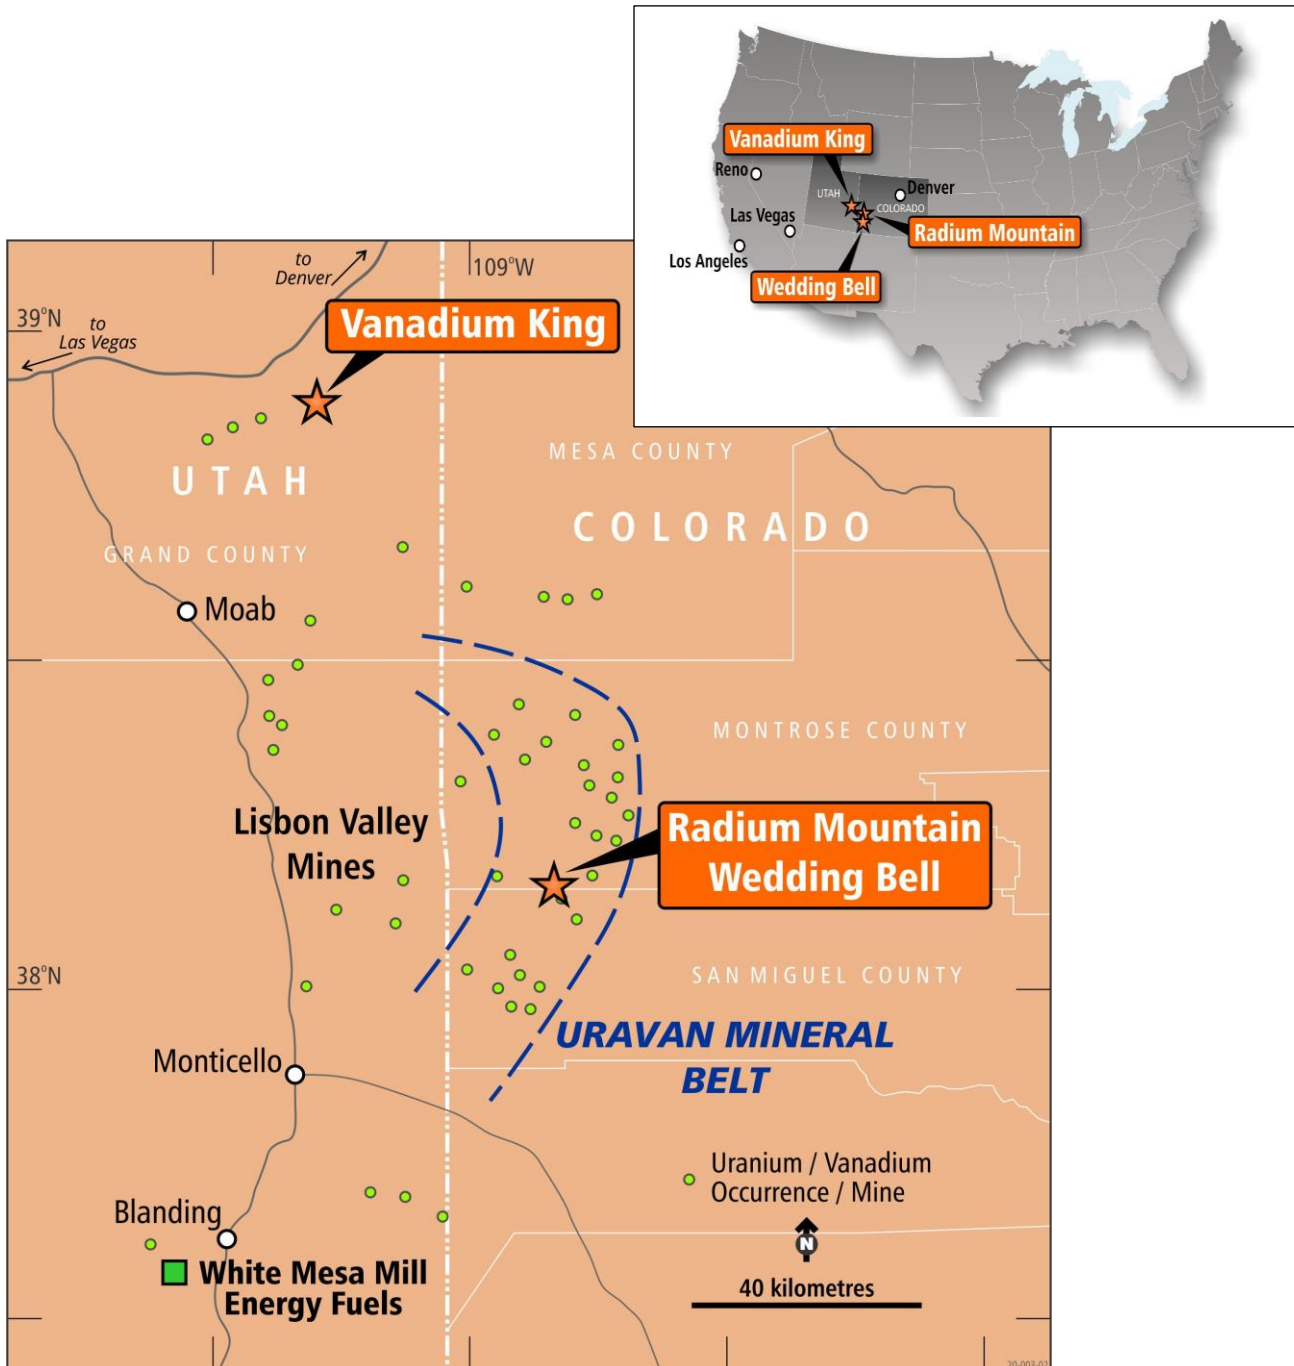 Vanadium King
Reno
UTAH
Denver
COLORADO
Las Vegas
Radium Mountain
Los Angeles
Wedding Bell
to
Denver
109°W
39°N
to
Las Vegas
Vanadium King
MESA COUNTY
UTAH
COLORADO
GRAND COUNTY
Moab
MONTROSE COUNTY
Lisbon Valley
Mines
Radium Mountain
Wedding Bell
38°N
SAN MIGUEL COUNTY
URAVAN MINERAL
BELT
Monticello
Uranium / Vanadium
Occurrence / Mine
Blanding
N
White Mesa Mill
Energy Fuels
40 kilometres